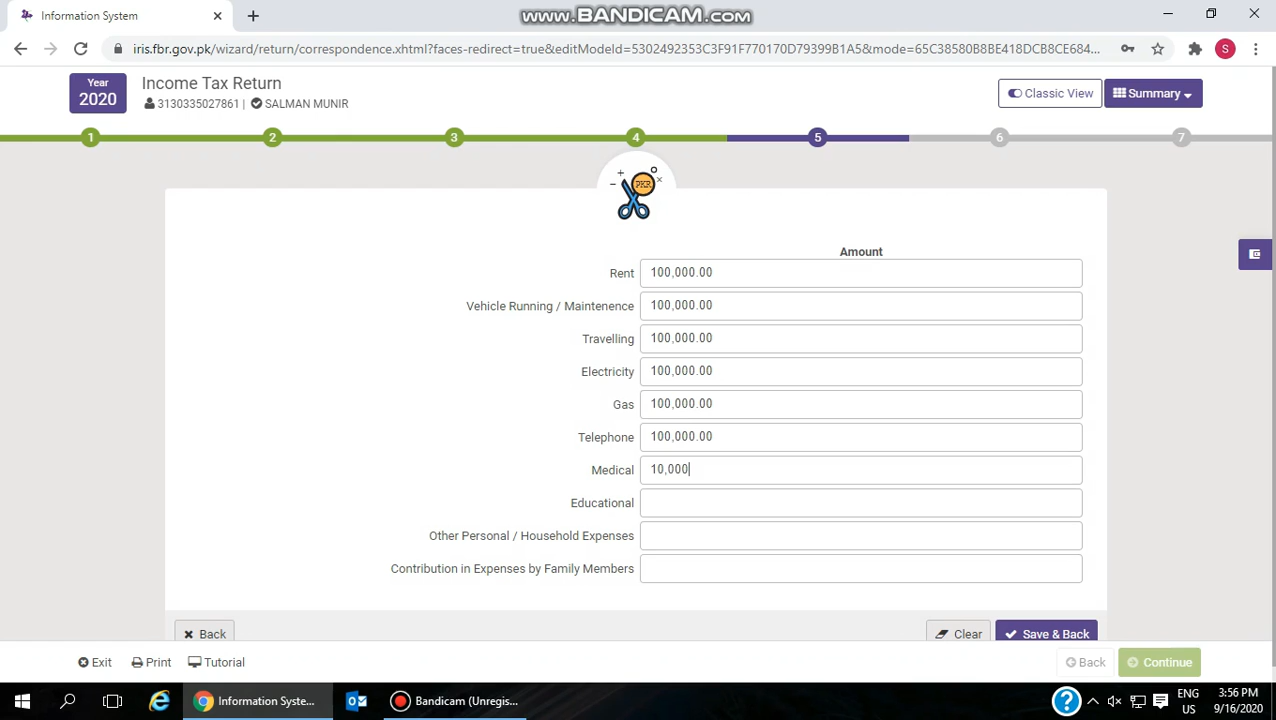 Information System
www.BANDICAM.com
iris.fbr.gov.pk/wizard/return/correspondence.xhtml?faces-redirect=true&editModeId=5302492353C3F91F770170D79399B1A5&mode=65C38580B8BE418DCB8CE684...
S
Year
2020
Income Tax Return
3130335027861 | SALMAN MUNIR
Classic View
Summary
1 2 3 4 5 6 7
PKR
Amount
Rent 100,000.00
Vehicle Running / Maintenence 100,000.00
Travelling 100,000.00
Electricity 100,000.00
Gas 100,000.00
Telephone 100,000.00
Medical 10,000
Educational
Other Personal / Household Expenses
Contribution in Expenses by Family Members
Back Clear Save & Back
Exit Print Tutorial Back Continue
Information Syste... Bandicam (Unregis... ENG 3:56 PM
US 9/16/2020